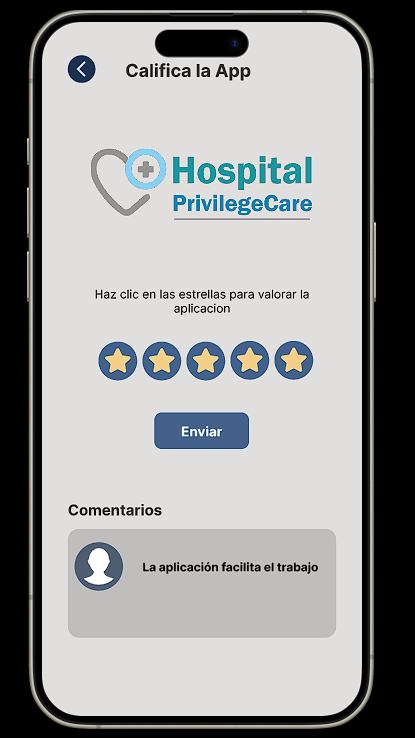 Califica la App
Hospital
PrivilegeCare
Haz clic en las estrellas para valorar la
aplicacion
Enviar
Comentarios
La aplicación facilita el trabajo